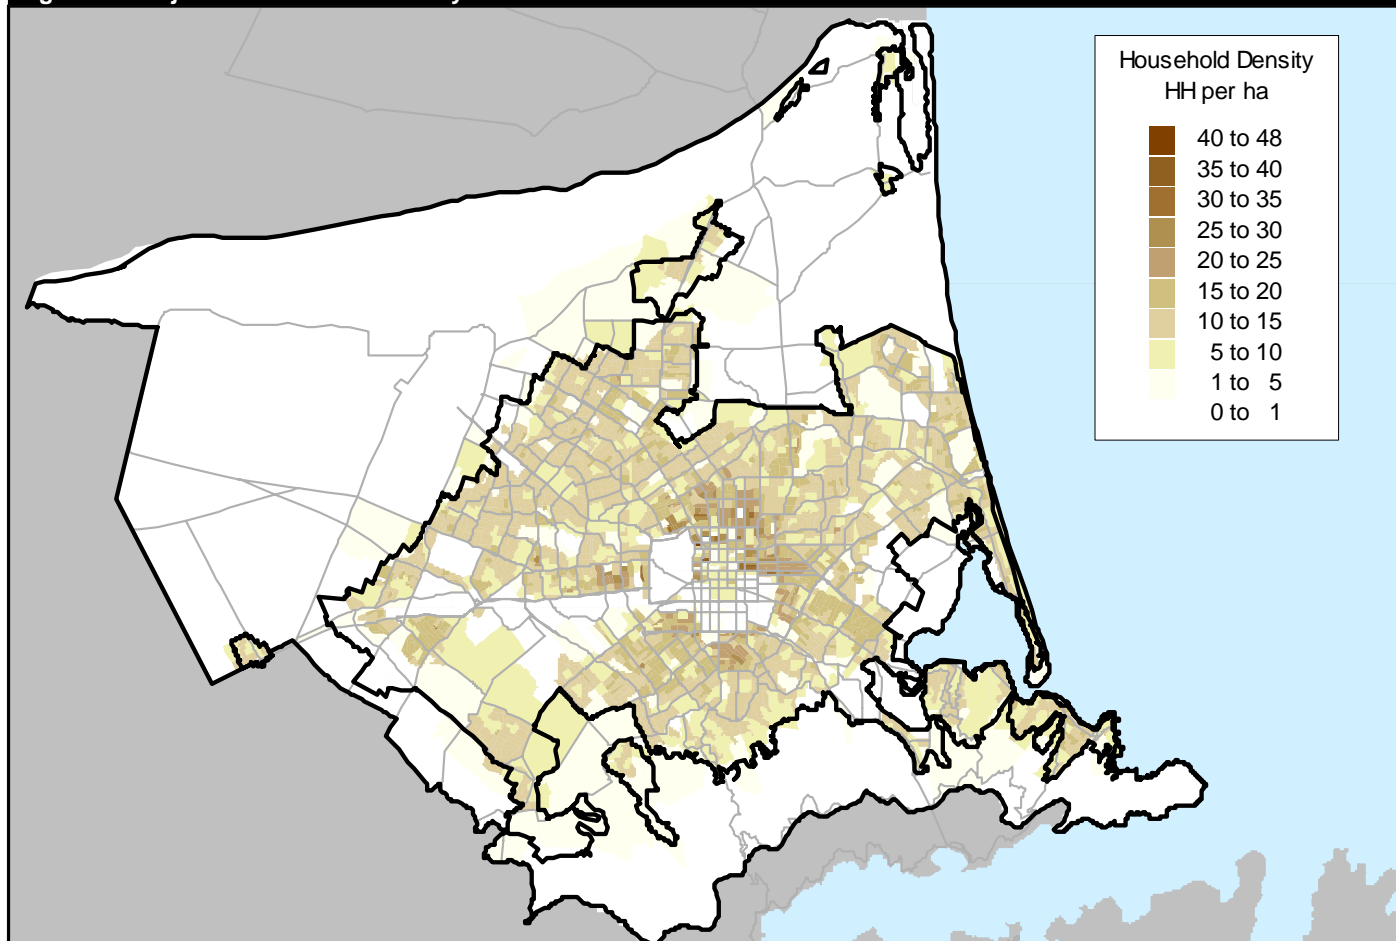 Household Density
HH per ha
40 to 48
35 to 40
30 to 35
25 to 30
20 to 25
15 to 20
10 to 15
5 to 10
1 to 5
0 to 1